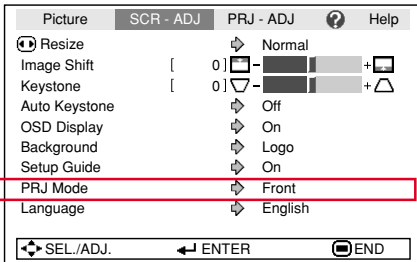 Picture SCR - ADJ PRJ - ADJ ? Help
Resize Normal
Image Shift [ 0 ] - +
Keystone [ 0 ] - +
Auto Keystone Off
OSD Display On
Background Logo
Setup Guide On
PRJ Mode Front
Language English
SEL./ADJ. ENTER END